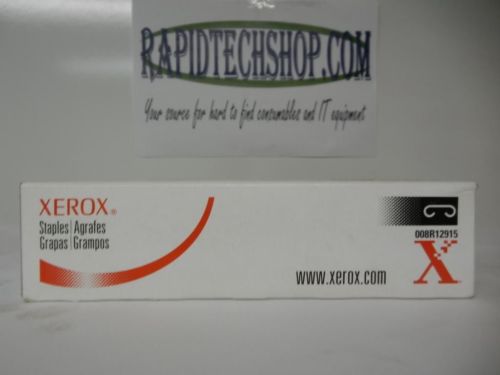 RAPIDTECHSHOP.COM
Your source for hard to find consumables and IT equipment
XEROX®
Staples|Agrafes
Grapas|Grampos
008R12915
X
www.xerox.com